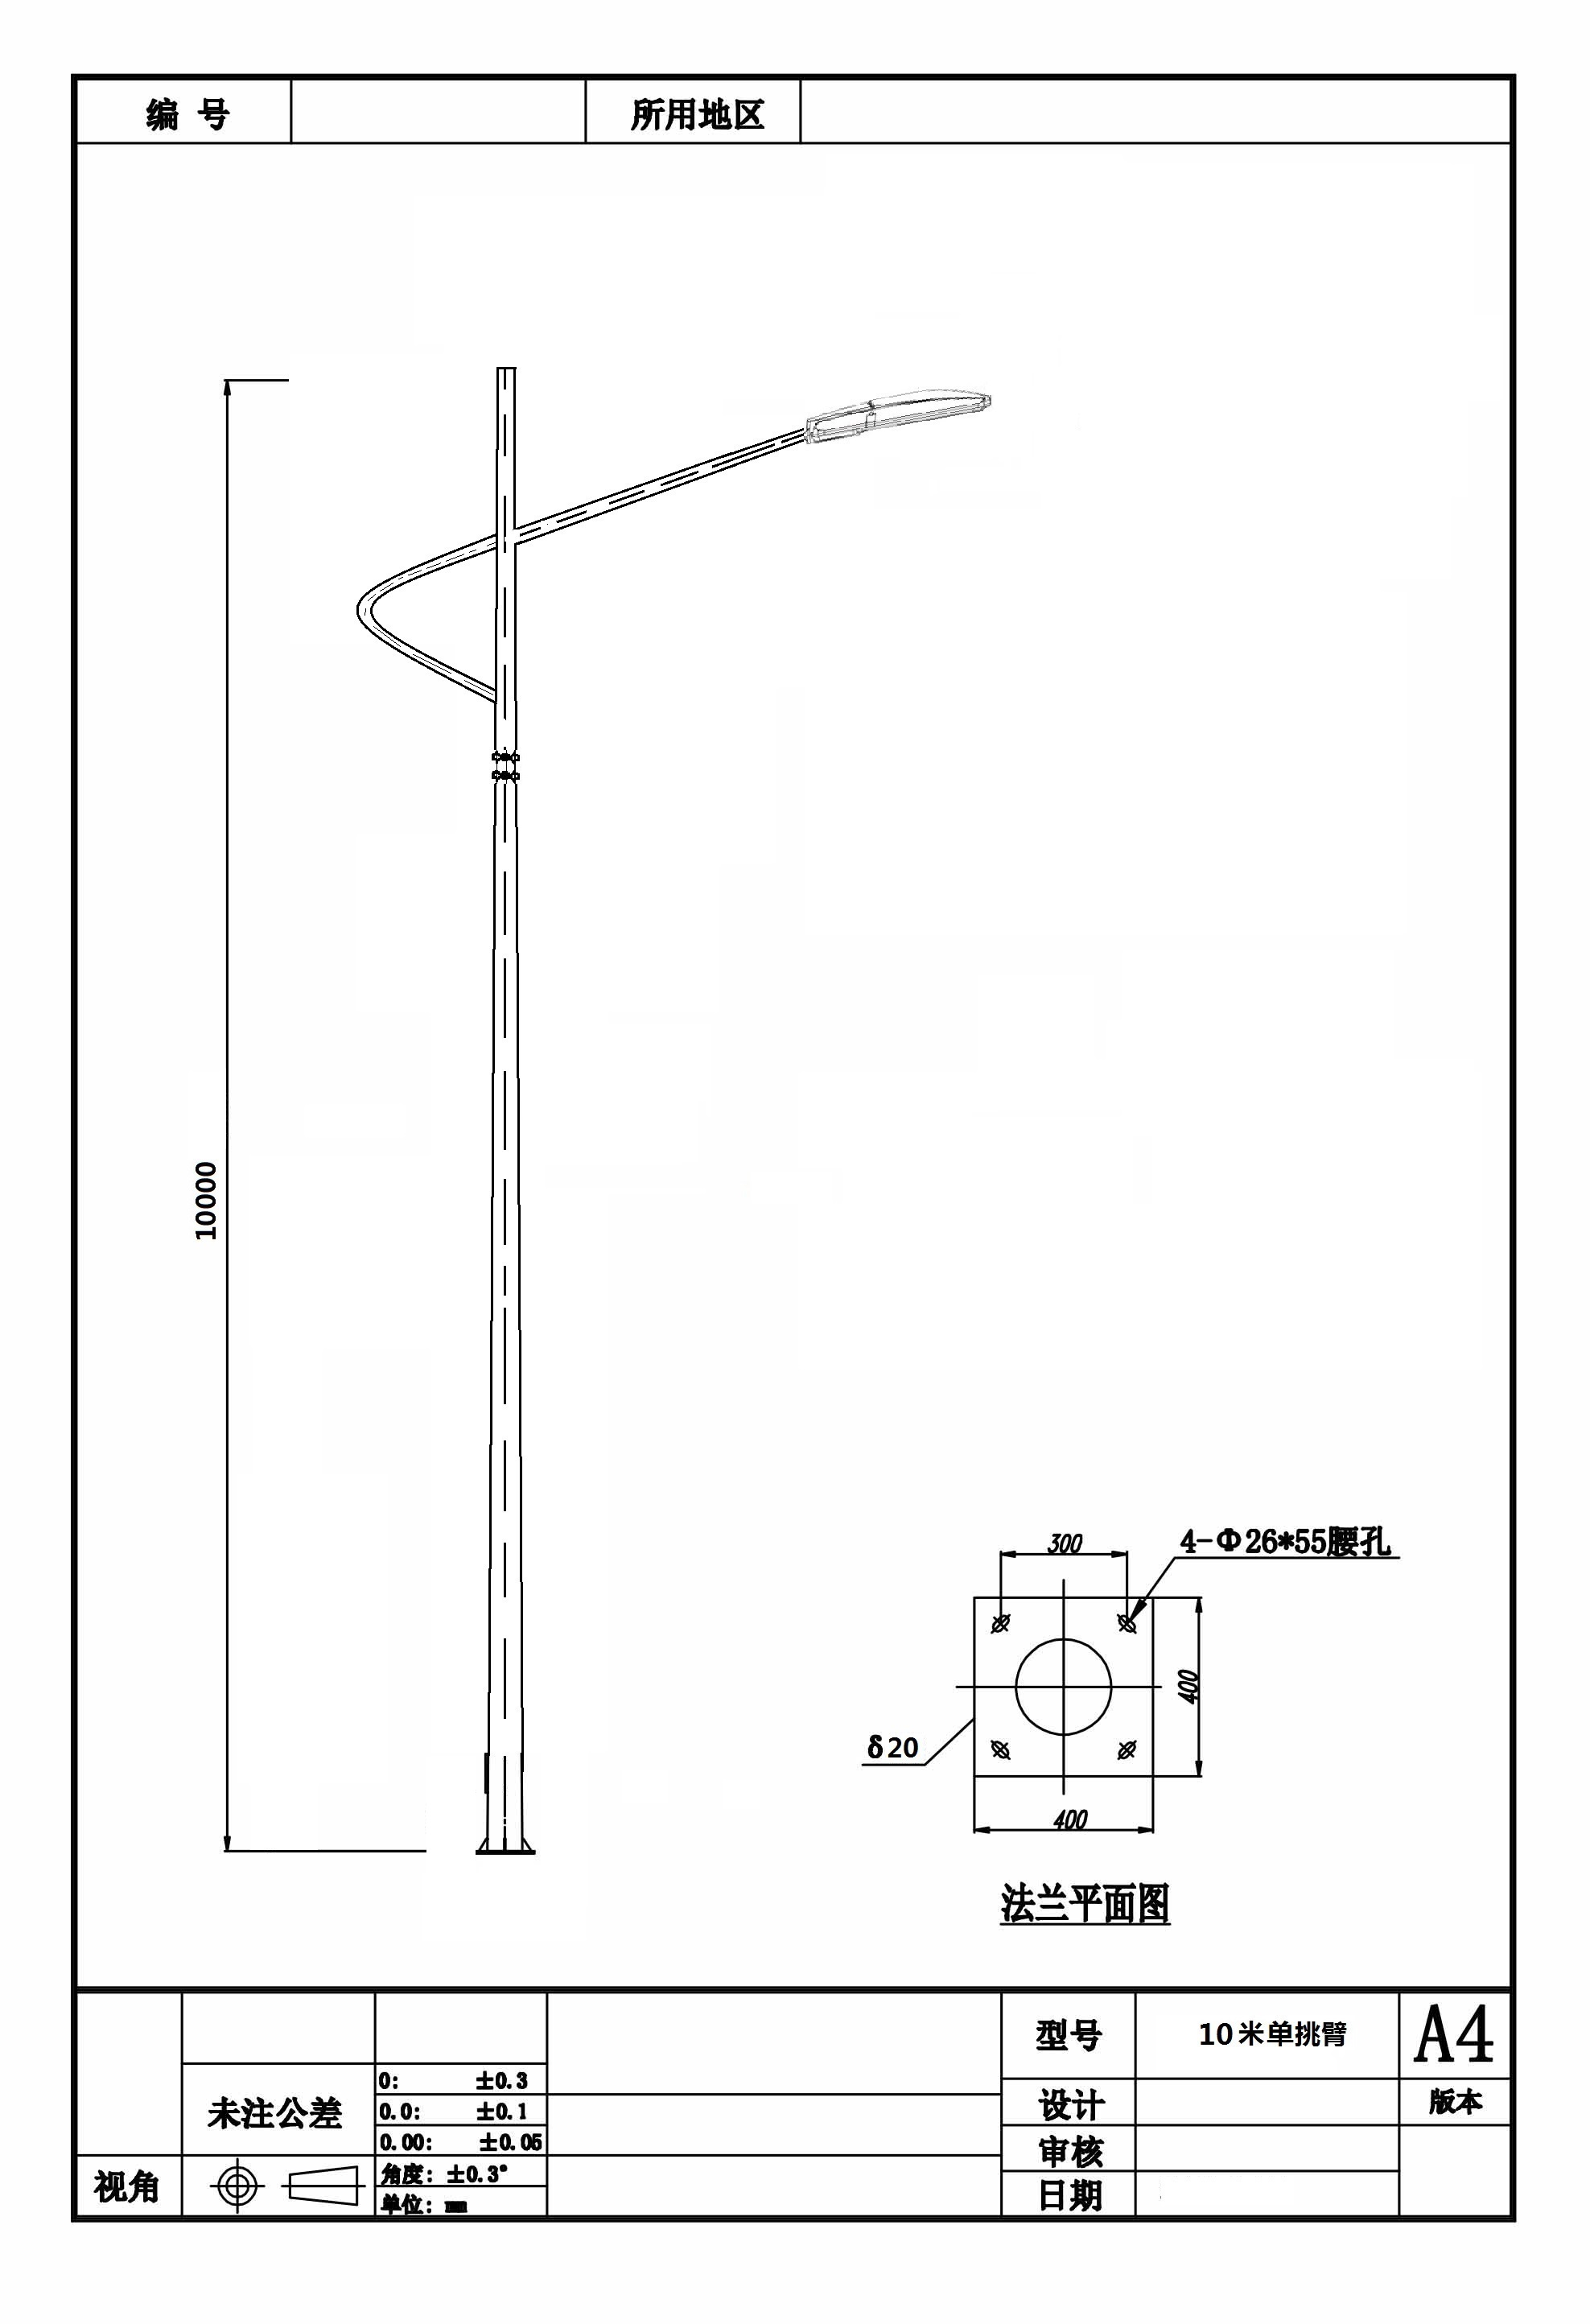 编 号
所用地区
10000
300
4-Φ26*55腰孔
400
δ20
400
法兰平面图
型号
10米单挑臂
A4
未注公差
0: ±0.3
0.0: ±0.1
0.00: ±0.05
设计
版本
审核
视角
角度: ±0.3°
单位: mm
日期